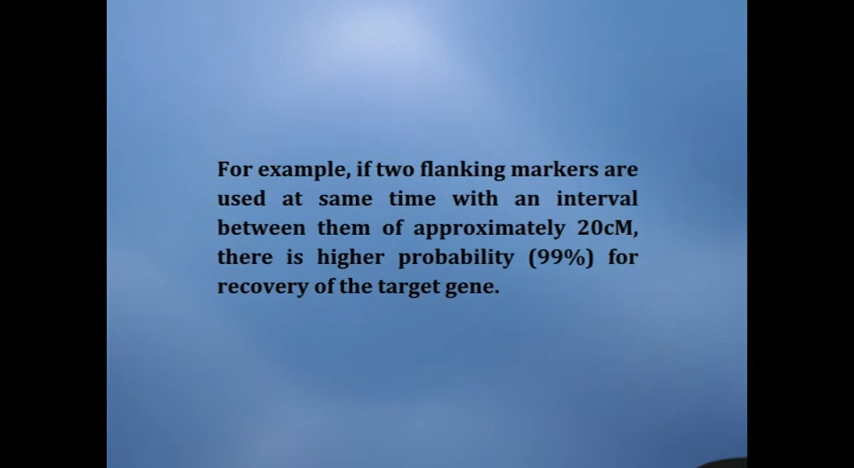 For example, if two flanking markers are
used at same time with an interval
between them of approximately 20cM,
there is higher probability (99%) for
recovery of the target gene.